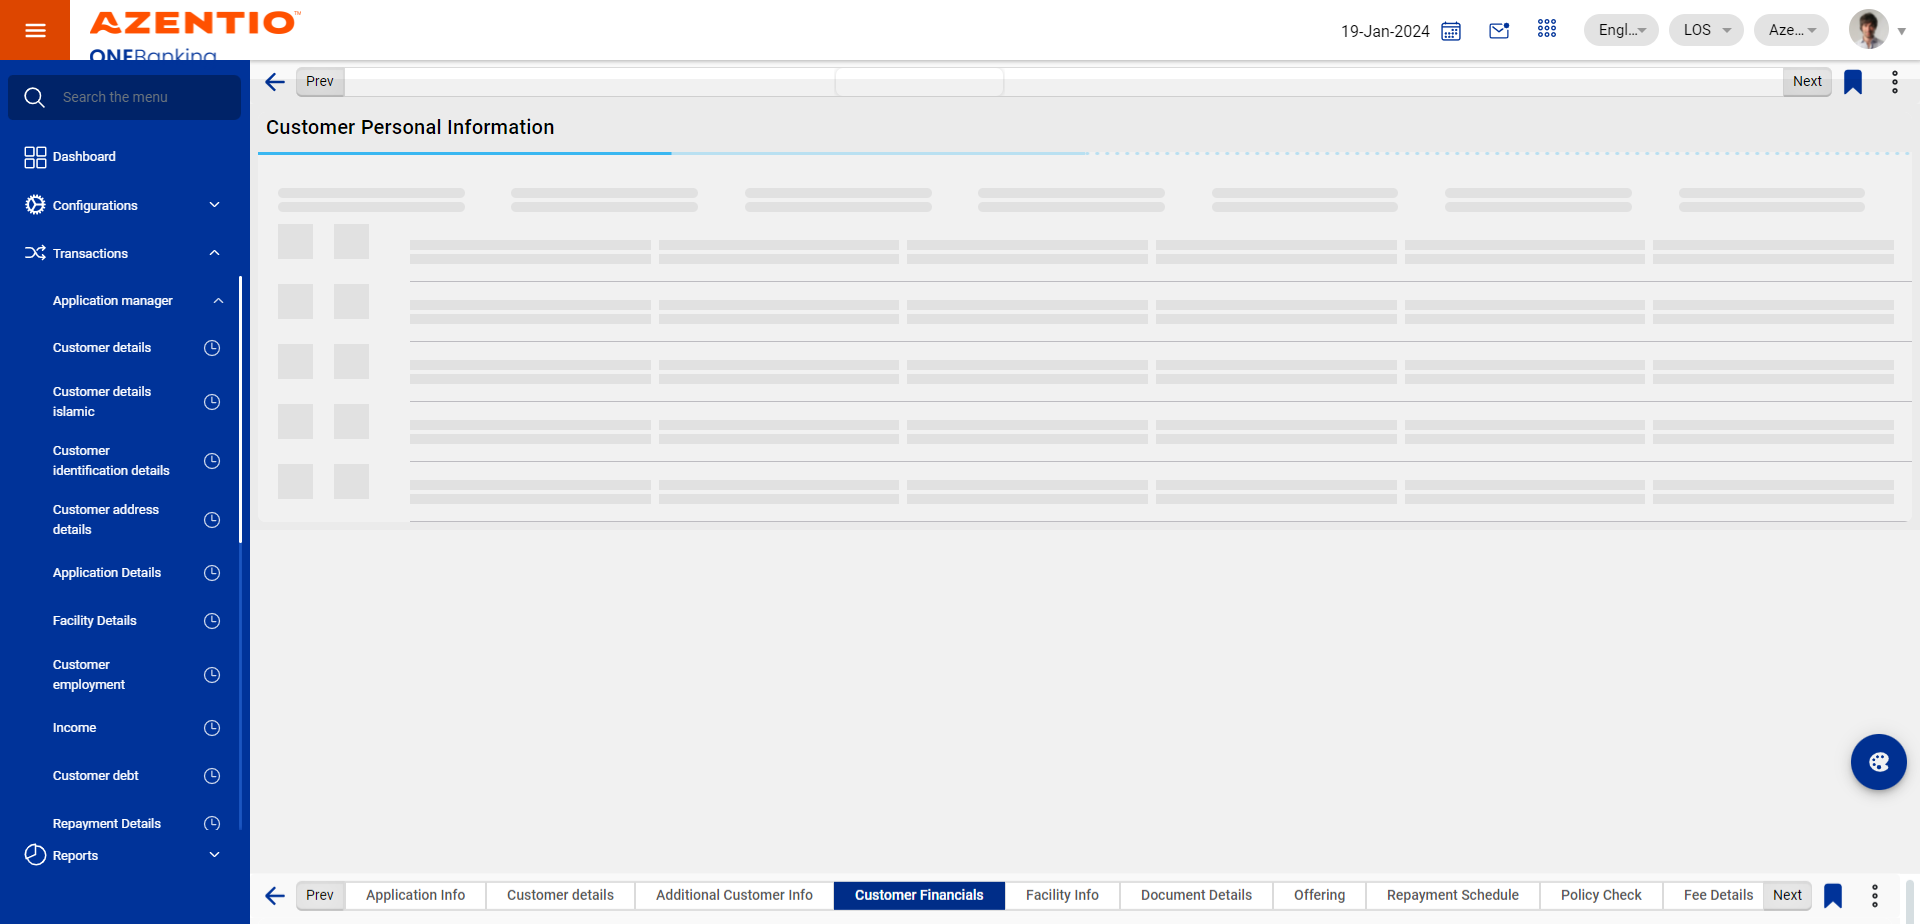 AZENTIO™
ONEBanking
19-Jan-2024
Engl...
LOS
Aze...
Search the menu
Dashboard
Configurations
Transactions
Application manager
Customer details
Customer details
islamic
Customer
identification details
Customer address
details
Application Details
Facility Details
Customer
employment
Income
Customer debt
Repayment Details
Reports
Prev
Next
Customer Personal Information
Prev
Application Info
Customer details
Additional Customer Info
Customer Financials
Facility Info
Document Details
Offering
Repayment Schedule
Policy Check
Fee Details
Next